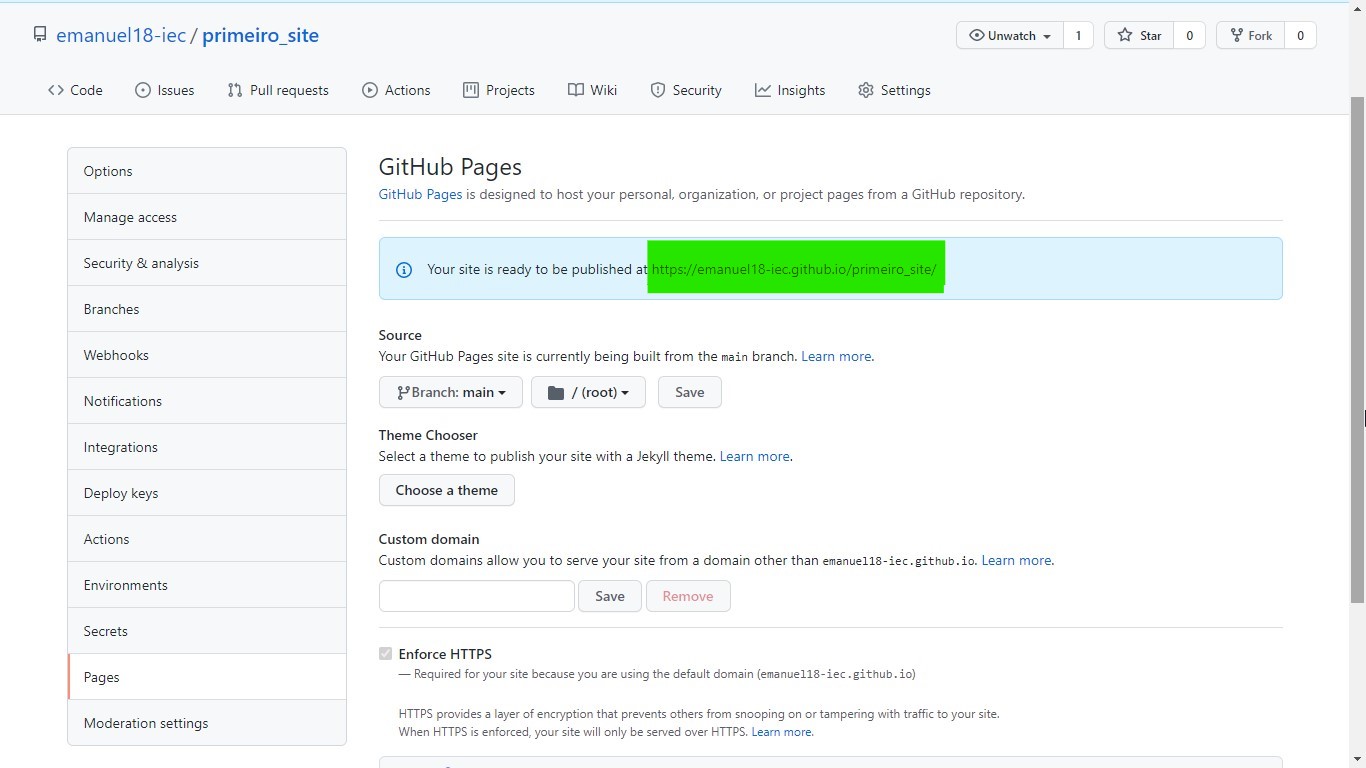 emanuel18-iec / primeiro_site
Unwatch 1 Star 0 Fork 0
Code Issues Pull requests Actions Projects Wiki Security Insights Settings
Options
Manage access
Security & analysis
Branches
Webhooks
Notifications
Integrations
Deploy keys
Actions
Environments
Secrets
Pages
Moderation settings
GitHub Pages
GitHub Pages is designed to host your personal, organization, or project pages from a GitHub repository.
Your site is ready to be published at https://emanuel18-iec.github.io/primeiro_site/
Source
Your GitHub Pages site is currently being built from the main branch. Learn more.
Branch: main / (root) Save
Theme Chooser
Select a theme to publish your site with a Jekyll theme. Learn more.
Choose a theme
Custom domain
Custom domains allow you to serve your site from a domain other than emanuel18-iec.github.io. Learn more.
Save Remove
Enforce HTTPS
— Required for your site because you are using the default domain (emanuel18-iec.github.io)
HTTPS provides a layer of encryption that prevents others from snooping on or tampering with traffic to your site.
When HTTPS is enforced, your site will only be served over HTTPS. Learn more.